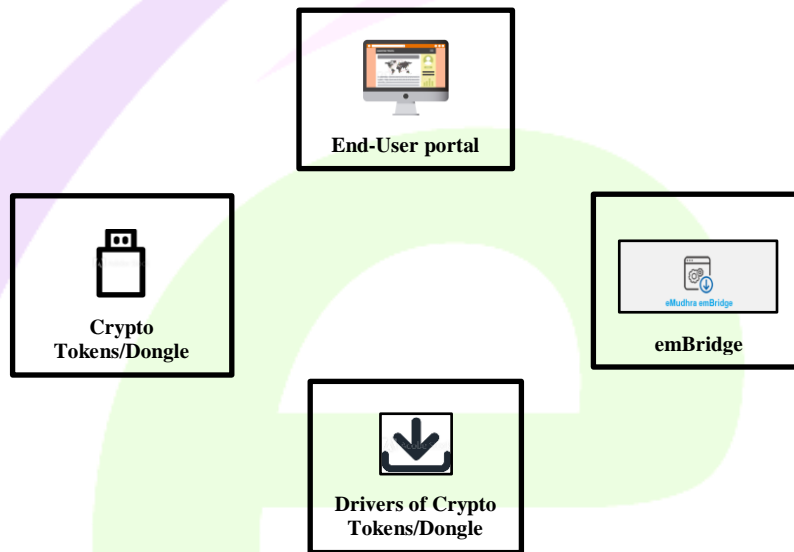 End-User portal
Crypto
Tokens/Dongle
eMudhra emBridge
emBridge
Drivers of Crypto
Tokens/Dongle